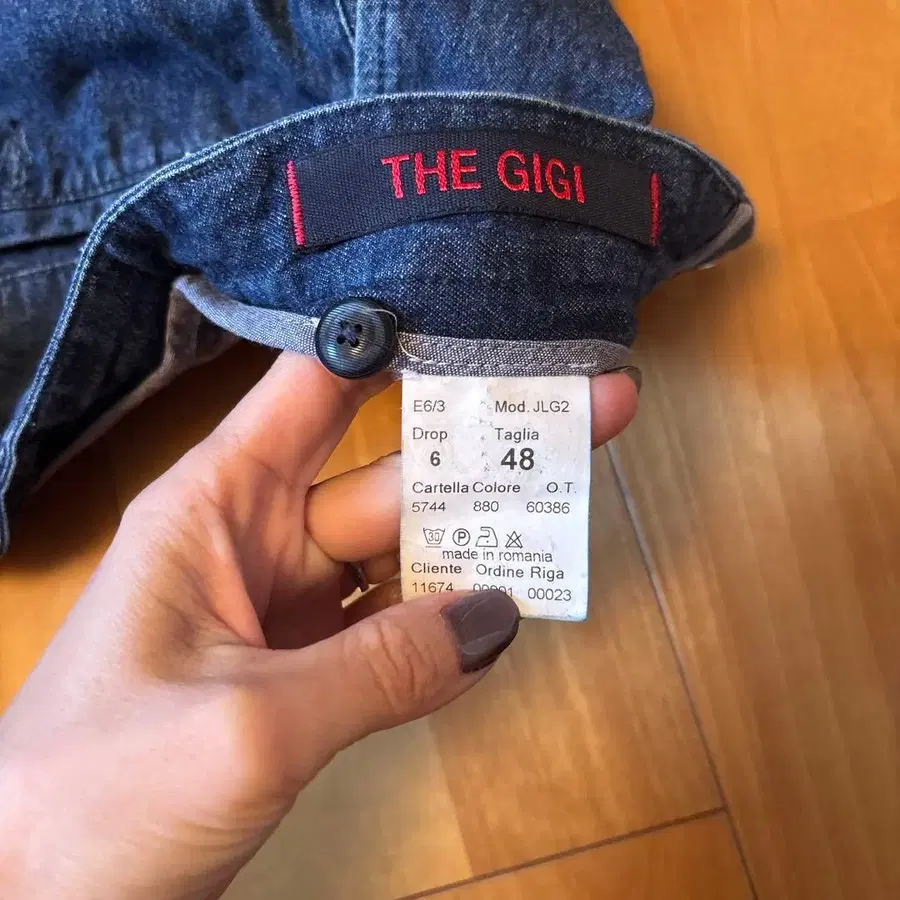 THE GIGI
E6/3 Mod. JLG2
Drop Taglia
6 48
Cartella Colore O.T.
5744 880 60386
30 P
made in romania
Cliente Ordine Riga
11674 00001 00023